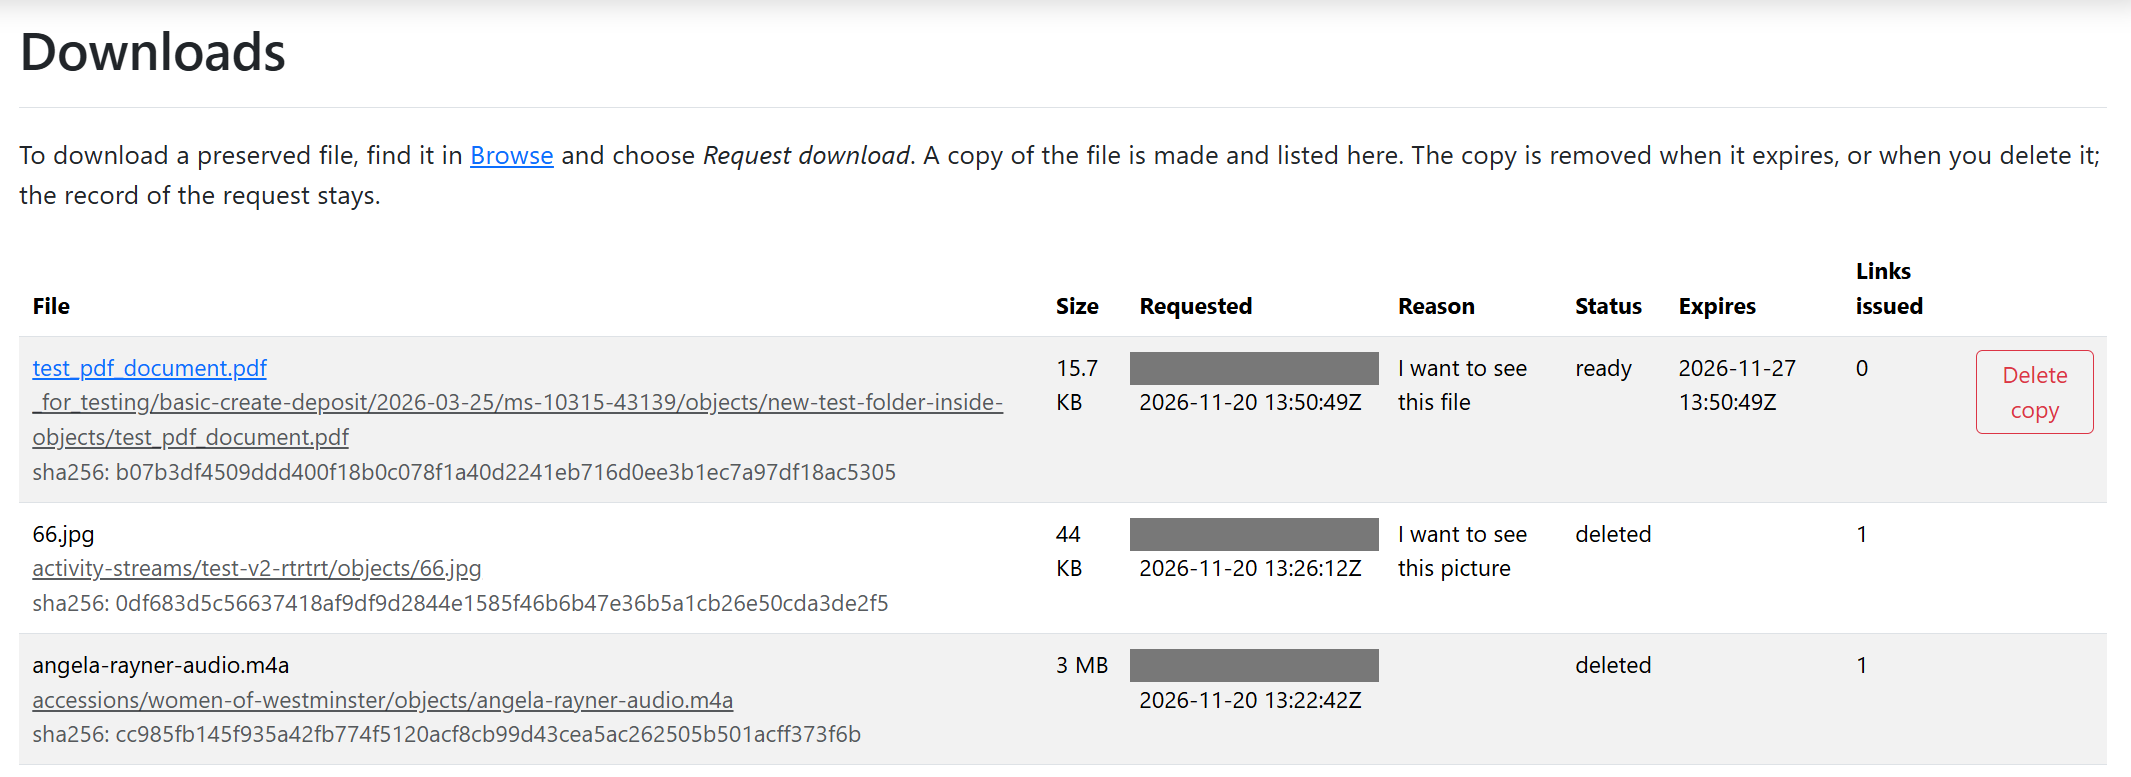 Downloads
To download a preserved file, find it in Browse and choose Request download. A copy of the file is made and listed here. The copy is removed when it expires, or when you delete it;
the record of the request stays.
File Size Requested Reason Status Expires Links issued
test_pdf_document.pdf
_for_testing/basic-create-deposit/2026-03-25/ms-10315-43139/objects/new-test-folder-inside-
objects/test_pdf_document.pdf
sha256: b07b3df4509ddd400f18b0c078f1a40d2241eb716d0ee3b1ec7a97df18ac5305
15.7
KB
2026-11-20 13:50:49Z
I want to see
this file
ready
2026-11-27
13:50:49Z
0
Delete
copy
66.jpg
activity-streams/test-v2-rtrtrt/objects/66.jpg
sha256: 0df683d5c56637418af9df9d2844e1585f46b6b47e36b5a1cb26e50cda3de2f5
44
KB
2026-11-20 13:26:12Z
I want to see
this picture
deleted
1
angela-rayner-audio.m4a
accessions/women-of-westminster/objects/angela-rayner-audio.m4a
sha256: cc985fb145f935a42fb774f5120acf8cb99d43cea5ac262505b501acff373f6b
3 MB
2026-11-20 13:22:42Z
deleted
1